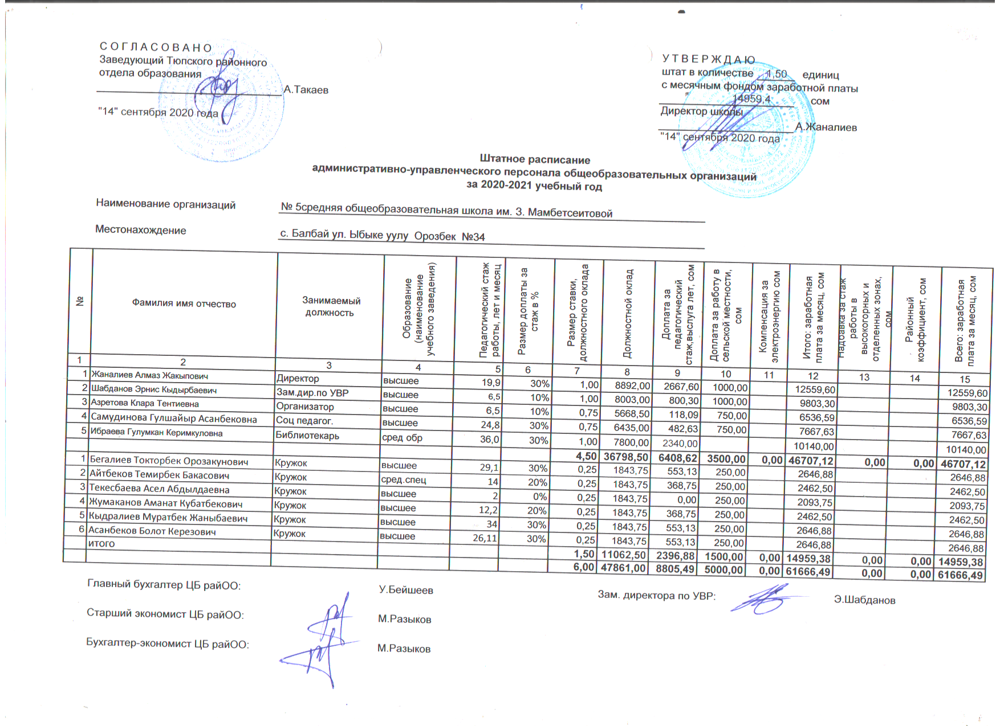 С О Г Л А С О В А Н О
Заведующий Тюпского районного
отдела образования
А.Такаев
"14" сентября 2020 года
У Т В Е Р Ж Д А Ю
штат в количестве 1,50 единиц
с месячным фондом заработной платы
14959,4 сом
Директор школы
А.Жаналиев
"14" сентября 2020 года
Штатное расписание
административно-управленческого персонала общеобразовательных организаций
за 2020-2021 учебный год
Наименование организаций № 5средняя общеобразовательная школа им. З. Мамбетсеитовой
Местонахождение с. Балбай ул. Ыбыке уулу Орозбек №34
№
Фамилия имя отчество
Занимаемый
должность
Образование
(наименование
учебного заведения)
Педагогический стаж
работы, лет и месяц
Размер доплаты за
стаж в %
Размер ставки,
должностного оклада
Должностной оклад
Доплата за
педагогический
стаж,выслуга лет, сом
Доплата за работу в
сельской местности,
сом
Компенсация за
электроэнергию сом
Итого: заработная
плата за месяц, сом
Надбавка за стаж
работы в
высокогорных и
отделенных зонах,
сом
Районный
коэффициент, сом
Всего: заработная
плата за месяц, сом
1 2 3 4 5 6 7 8 9 10 11 12 13 14 15
1 Жаналиев Алмаз Жакыпович Директор высшее 19,9 30% 1,00 8892,00 2667,60 1000,00 12559,60 12559,60
2 Шабданов Эрнис Кыдырбаевич Зам.дир.по УВР высшее 6,5 10% 1,00 8003,00 800,30 1000,00 9803,30 9803,30
3 Азретова Клара Тентиевна Организатор высшее 6,5 10% 0,75 5668,50 118,09 750,00 6536,59 6536,59
4 Самудинова Гулшайыр Асанбековна Соц педагог. высшее 24,8 30% 0,75 6435,00 482,63 750,00 7667,63 7667,63
5 Ибраева Гулумкан Керимкуловна Библиотекарь сред обр 36,0 30% 1,00 7800,00 2340,00 10140,00 10140,00
4,50 36798,50 6408,62 3500,00 0,00 46707,12 0,00 0,00 46707,12
1 Бегалиев Токторбек Орозакунович Кружок высшее 29,1 30% 0,25 1843,75 553,13 250,00 2646,88 2646,88
2 Айтбеков Темирбек Бакасович Кружок сред.спец 14 20% 0,25 1843,75 368,75 250,00 2462,50 2462,50
3 Текесбаева Асел Абдылдаевна Кружок высшее 2 0% 0,25 1843,75 0,00 250,00 2093,75 2093,75
4 Жумаканов Аманат Кубатбекович Кружок высшее 12,2 20% 0,25 1843,75 368,75 250,00 2462,50 2462,50
5 Кыдралиев Муратбек Жаныбаевич Кружок высшее 34 30% 0,25 1843,75 553,13 250,00 2646,88 2646,88
6 Асанбеков Болот Керезович Кружок высшее 26,11 30% 0,25 1843,75 553,13 250,00 2646,88 2646,88
итого 1,50 11062,50 2396,88 1500,00 0,00 14959,38 0,00 0,00 14959,38
6,00 47861,00 8805,49 5000,00 0,00 61666,49 0,00 0,00 61666,49
Главный бухгалтер ЦБ райОО: У.Бейшеев
Зам. директора по УВР: Э.Шабданов
Старший экономист ЦБ райОО: М.Разыков
Бухгалтер-экономист ЦБ райОО: М.Разыков